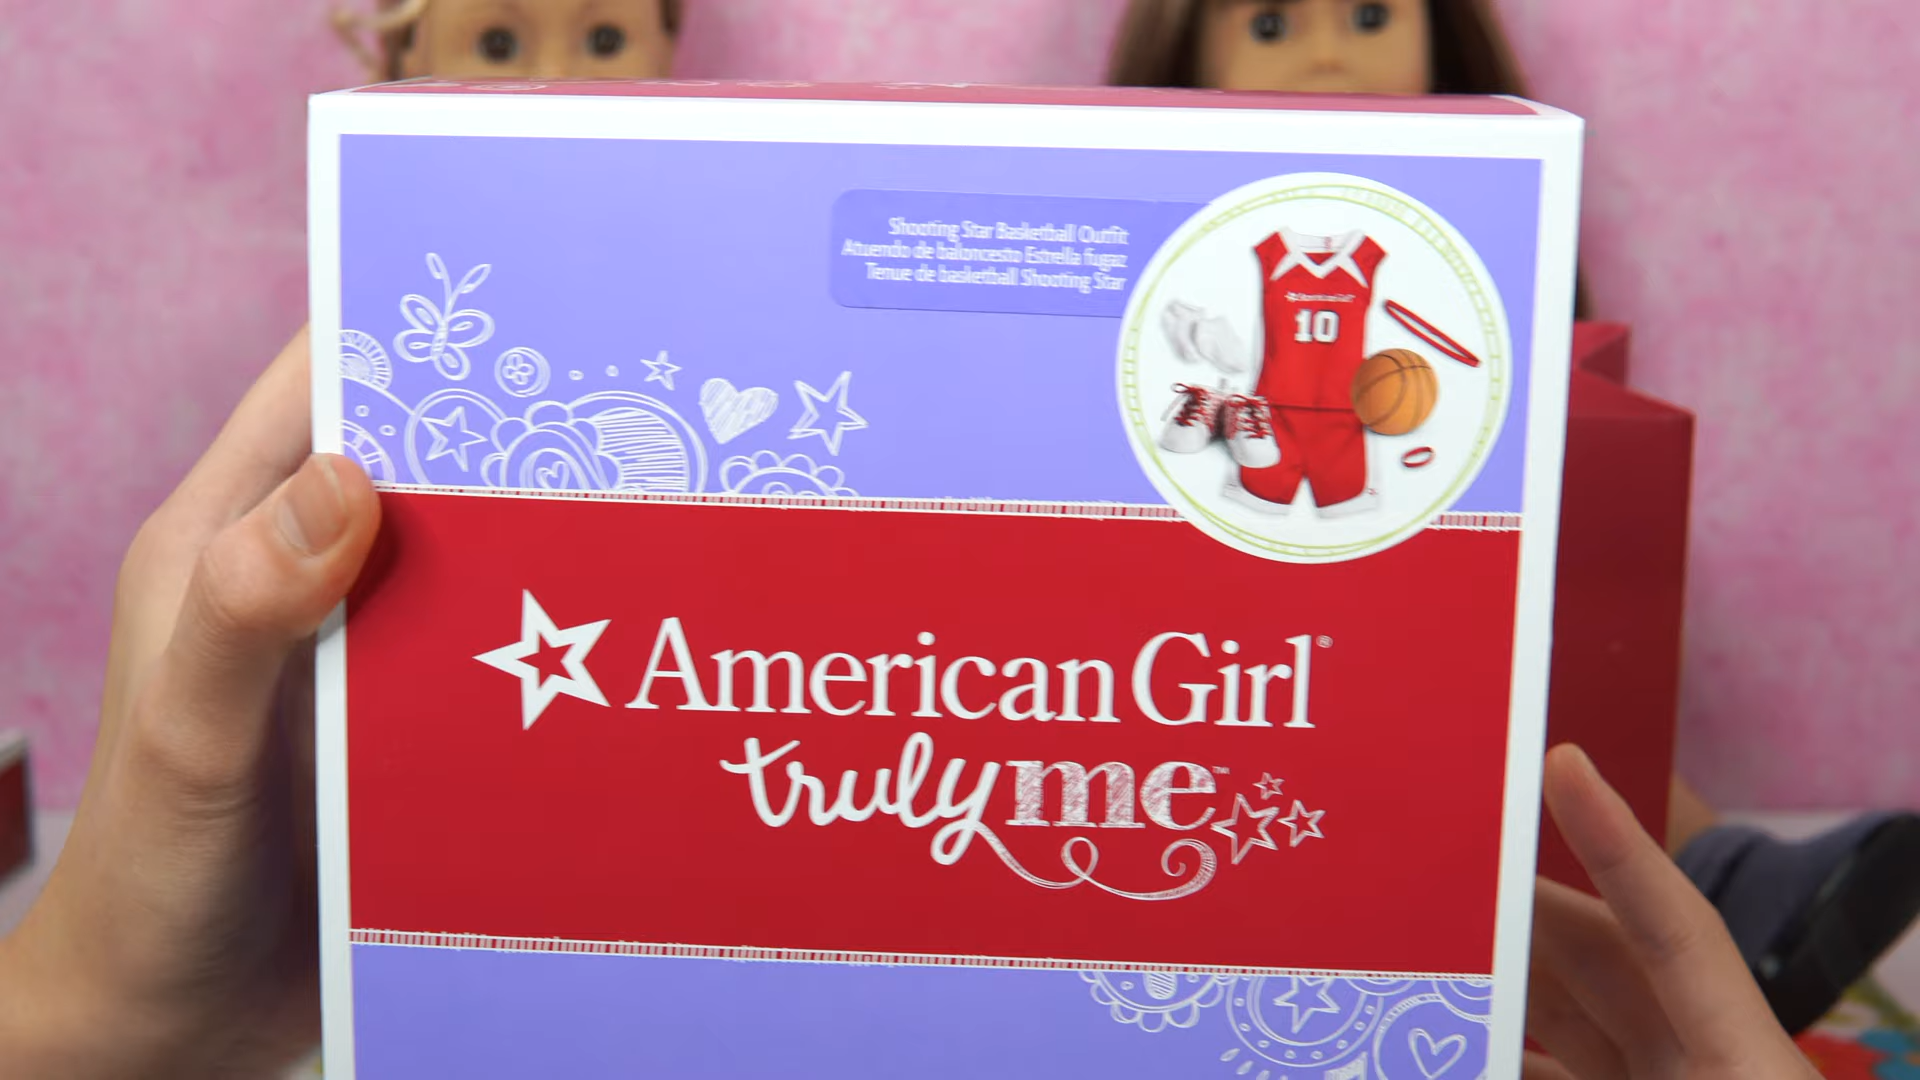 Shooting Star Basketball Outfit
Atuendo de baloncesto Estrella fugaz
Tenue de basketball Shooting Star
American Girl
10
American Girl®
truly me™